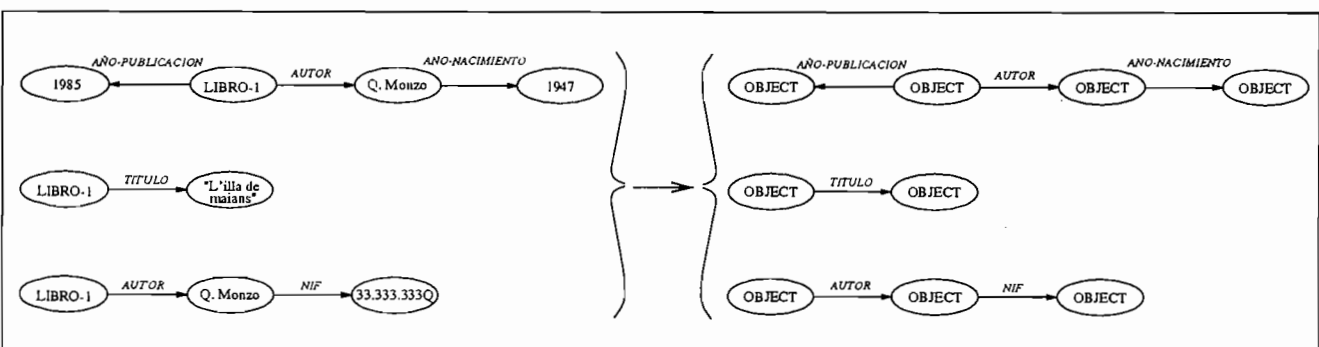 AÑO-PUBLICACION AUTOR ANO-NACIMIENTO
1985 LIBRO-1 Q. Monzo 1947
AÑO-PUBLICACION AUTOR ANO-NACIMIENTO
OBJECT OBJECT OBJECT OBJECT
LIBRO-1 TITULO "L'illa de
maians"
OBJECT TITULO OBJECT
LIBRO-1 AUTOR Q. Monzo NIF 33.333.333Q
OBJECT AUTOR OBJECT NIF OBJECT